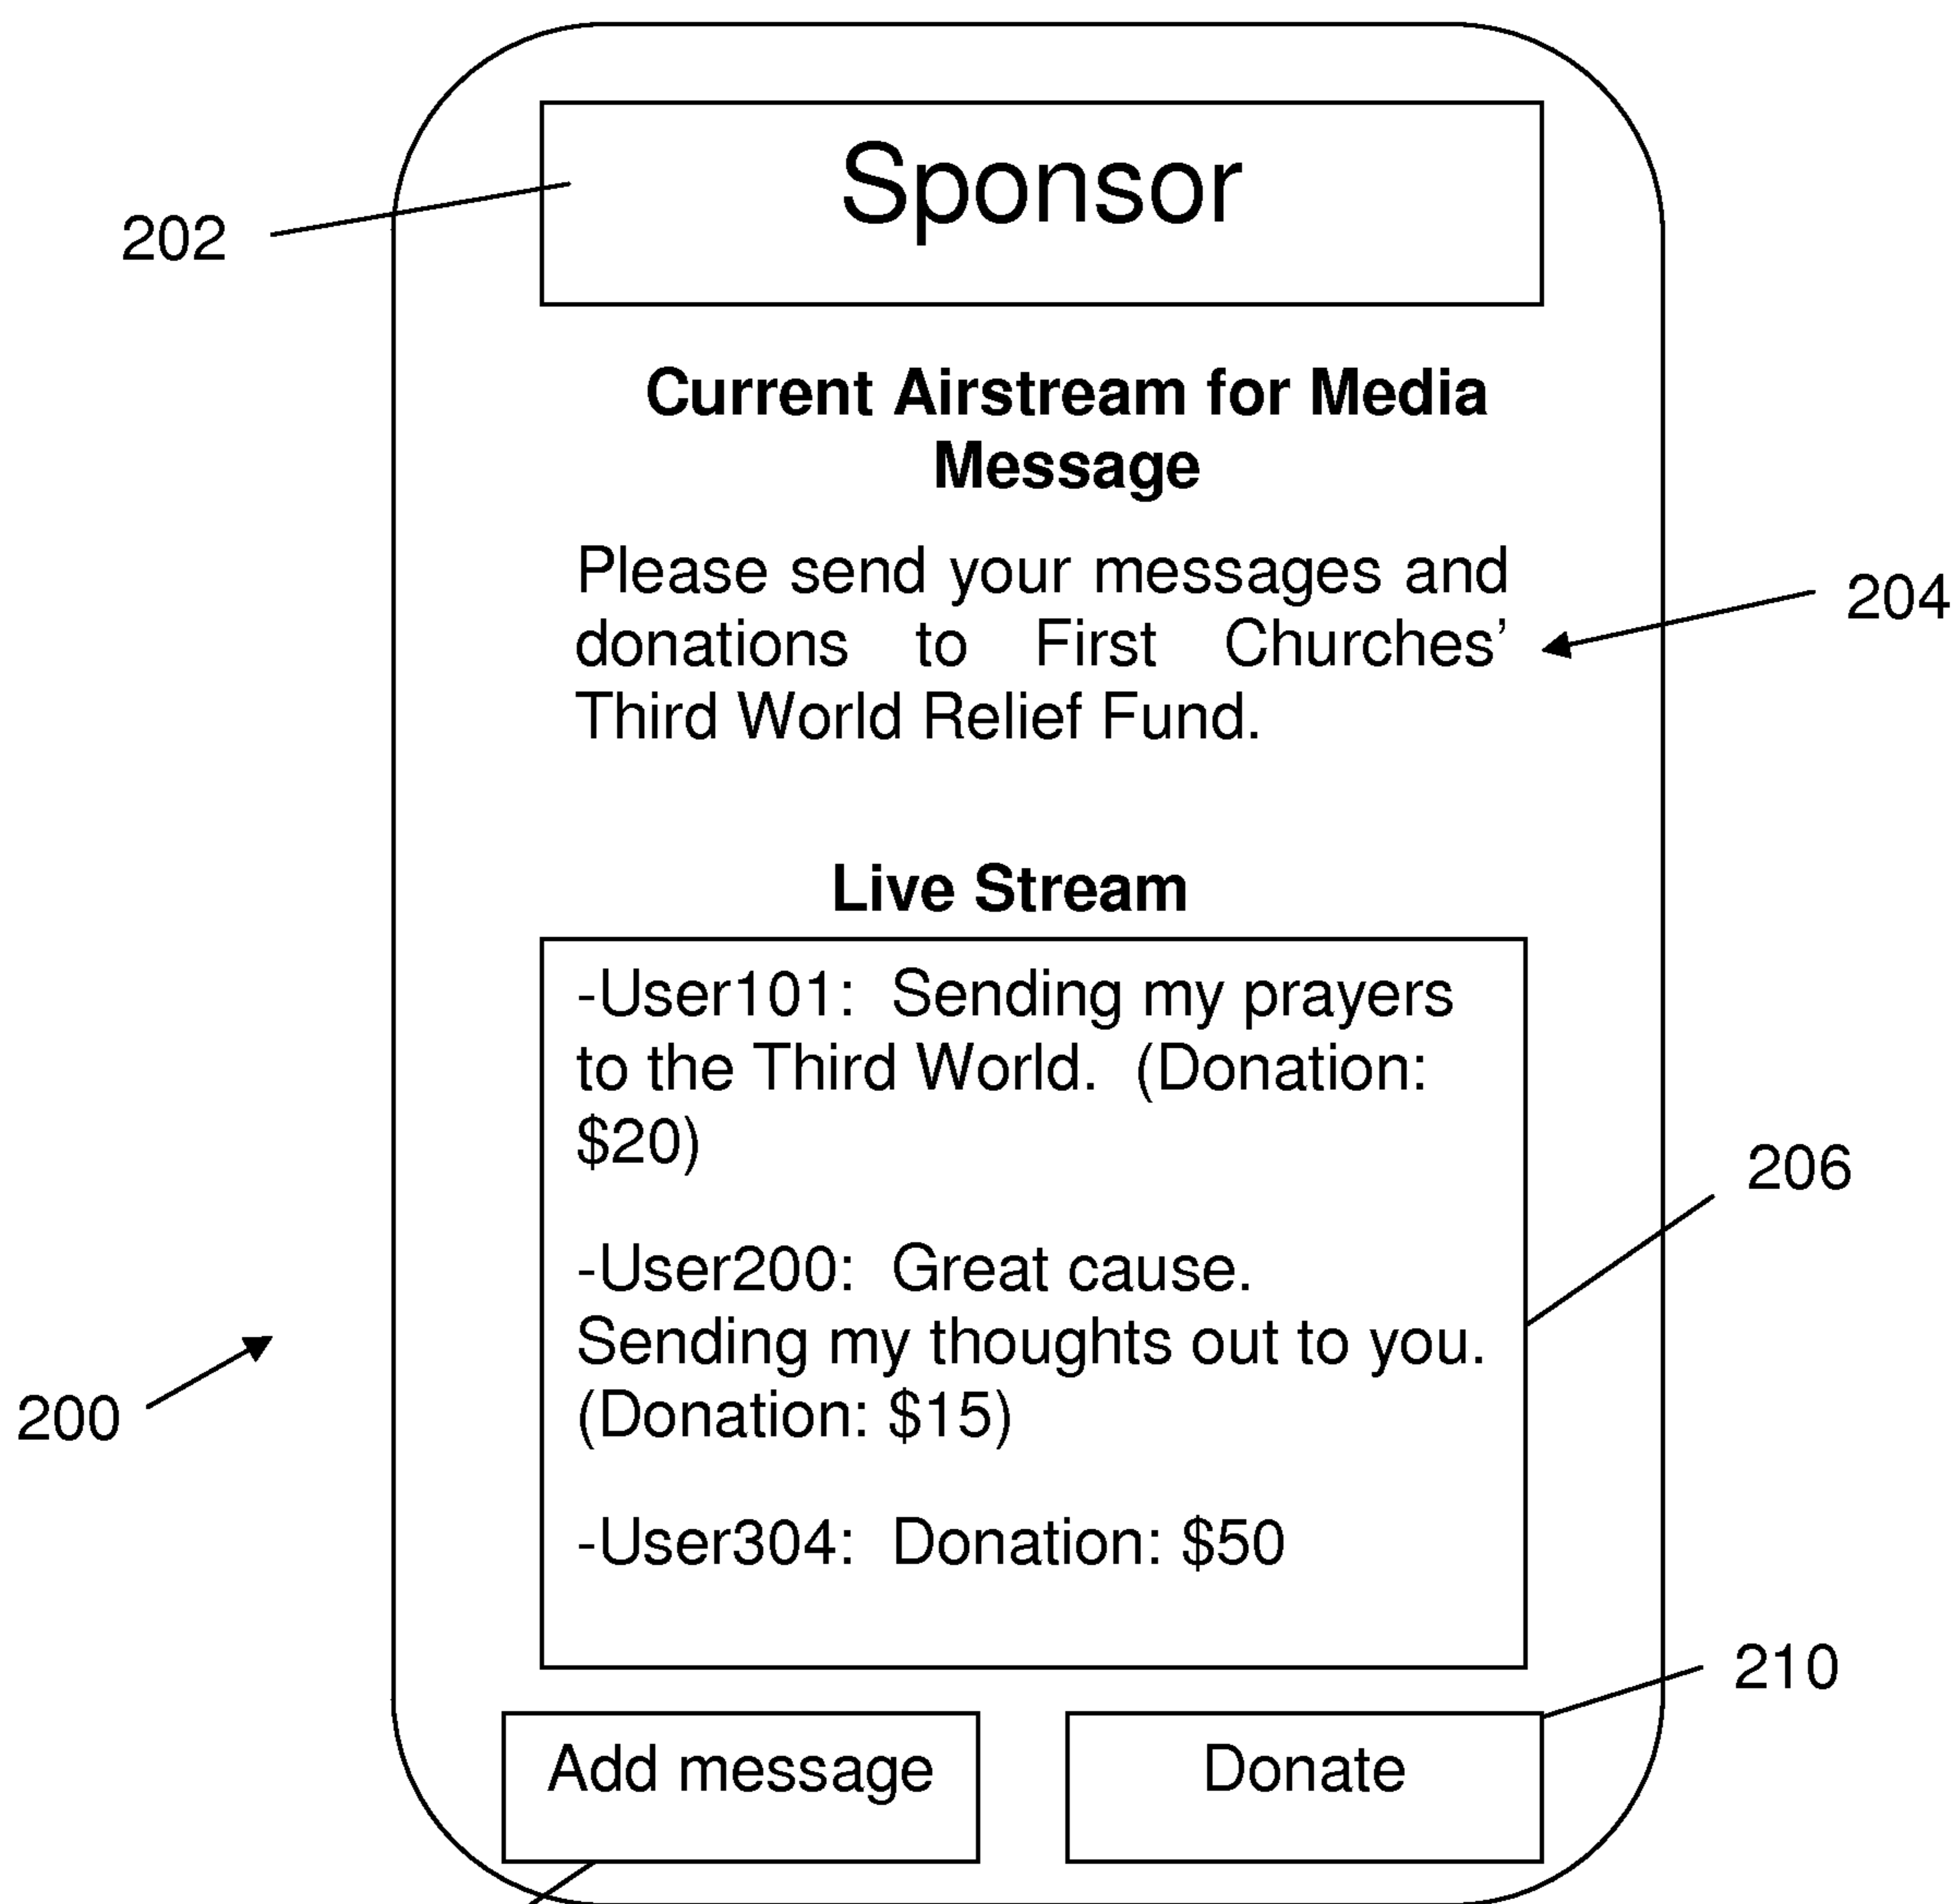 Sponsor
202
Current Airstream for Media
Message
Please send your messages and
donations to First Churches’
Third World Relief Fund.
204
Live Stream
-User101:  Sending my prayers
to the Third World.  (Donation:
$20)
206
-User200:  Great cause.
Sending my thoughts out to you.
(Donation: $15)
200
-User304:  Donation: $50
210
Add message
Donate